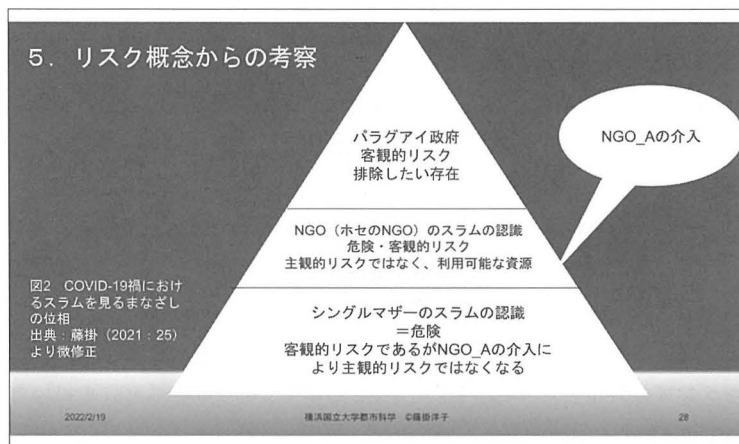 5．リスク概念からの考察
パラグアイ政府
客観的リスク
排除したい存在
NGO_Aの介入
NGO（ホセのNGO）のスラムの認識
危険・客観的リスク
主観的リスクではなく、利用可能な資源
図2　COVID-19禍におけ
るスラムを見るまなざし
の位相
出典：藤掛（2021：25）
より微修正
シングルマザーのスラムの認識
＝危険
客観的リスクであるがNGO_Aの介入に
より主観的リスクではなくなる
2022/2/19
横浜国立大学都市科学　©藤掛洋子
28